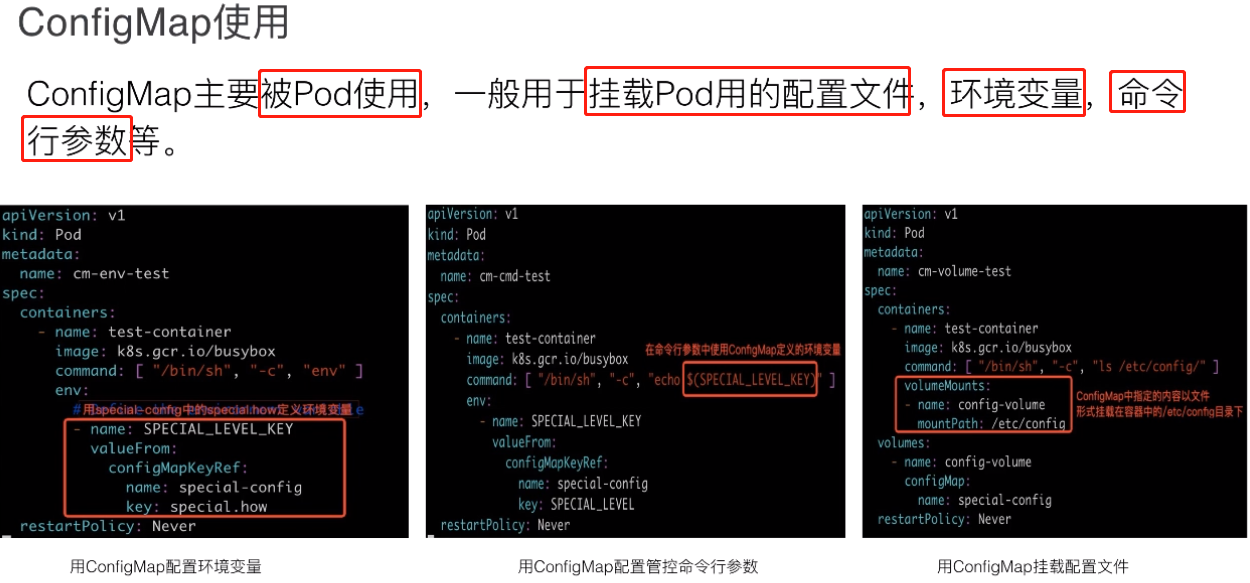 ConfigMap使用
ConfigMap主要被Pod使用，一般用于挂载Pod用的配置文件，环境变量，命令
行参数等。
apiVersion: v1
kind: Pod
metadata:
  name: cm-env-test
spec:
  containers:
    - name: test-container
      image: k8s.gcr.io/busybox
      command: [ "/bin/sh", "-c", "env" ]
      env:
        用special-config中的special.how定义环境变量
        - name: SPECIAL_LEVEL_KEY
          valueFrom:
            configMapKeyRef:
              name: special-config
              key: special.how
  restartPolicy: Never
用ConfigMap配置环境变量
apiVersion: v1
kind: Pod
metadata:
  name: cm-cmd-test
spec:
  containers:
    - name: test-container
在命令行参数中使用ConfigMap定义的环境变量
      image: k8s.gcr.io/busybox
      command: [ "/bin/sh", "-c", "echo $(SPECIAL_LEVEL_KEY)" ]
      env:
        - name: SPECIAL_LEVEL_KEY
          valueFrom:
            configMapKeyRef:
              name: special-config
              key: SPECIAL_LEVEL
  restartPolicy: Never
用ConfigMap配置管控命令行参数
apiVersion: v1
kind: Pod
metadata:
  name: cm-volume-test
spec:
  containers:
    - name: test-container
      image: k8s.gcr.io/busybox
      command: [ "/bin/sh", "-c", "ls /etc/config/" ]
      volumeMounts:
      - name: config-volume
        mountPath: /etc/config
ConfigMap中指定的内容以文件
形式挂载在容器中的/etc/config目录下
  volumes:
    - name: config-volume
      configMap:
        name: special-config
  restartPolicy: Never
用ConfigMap挂载配置文件